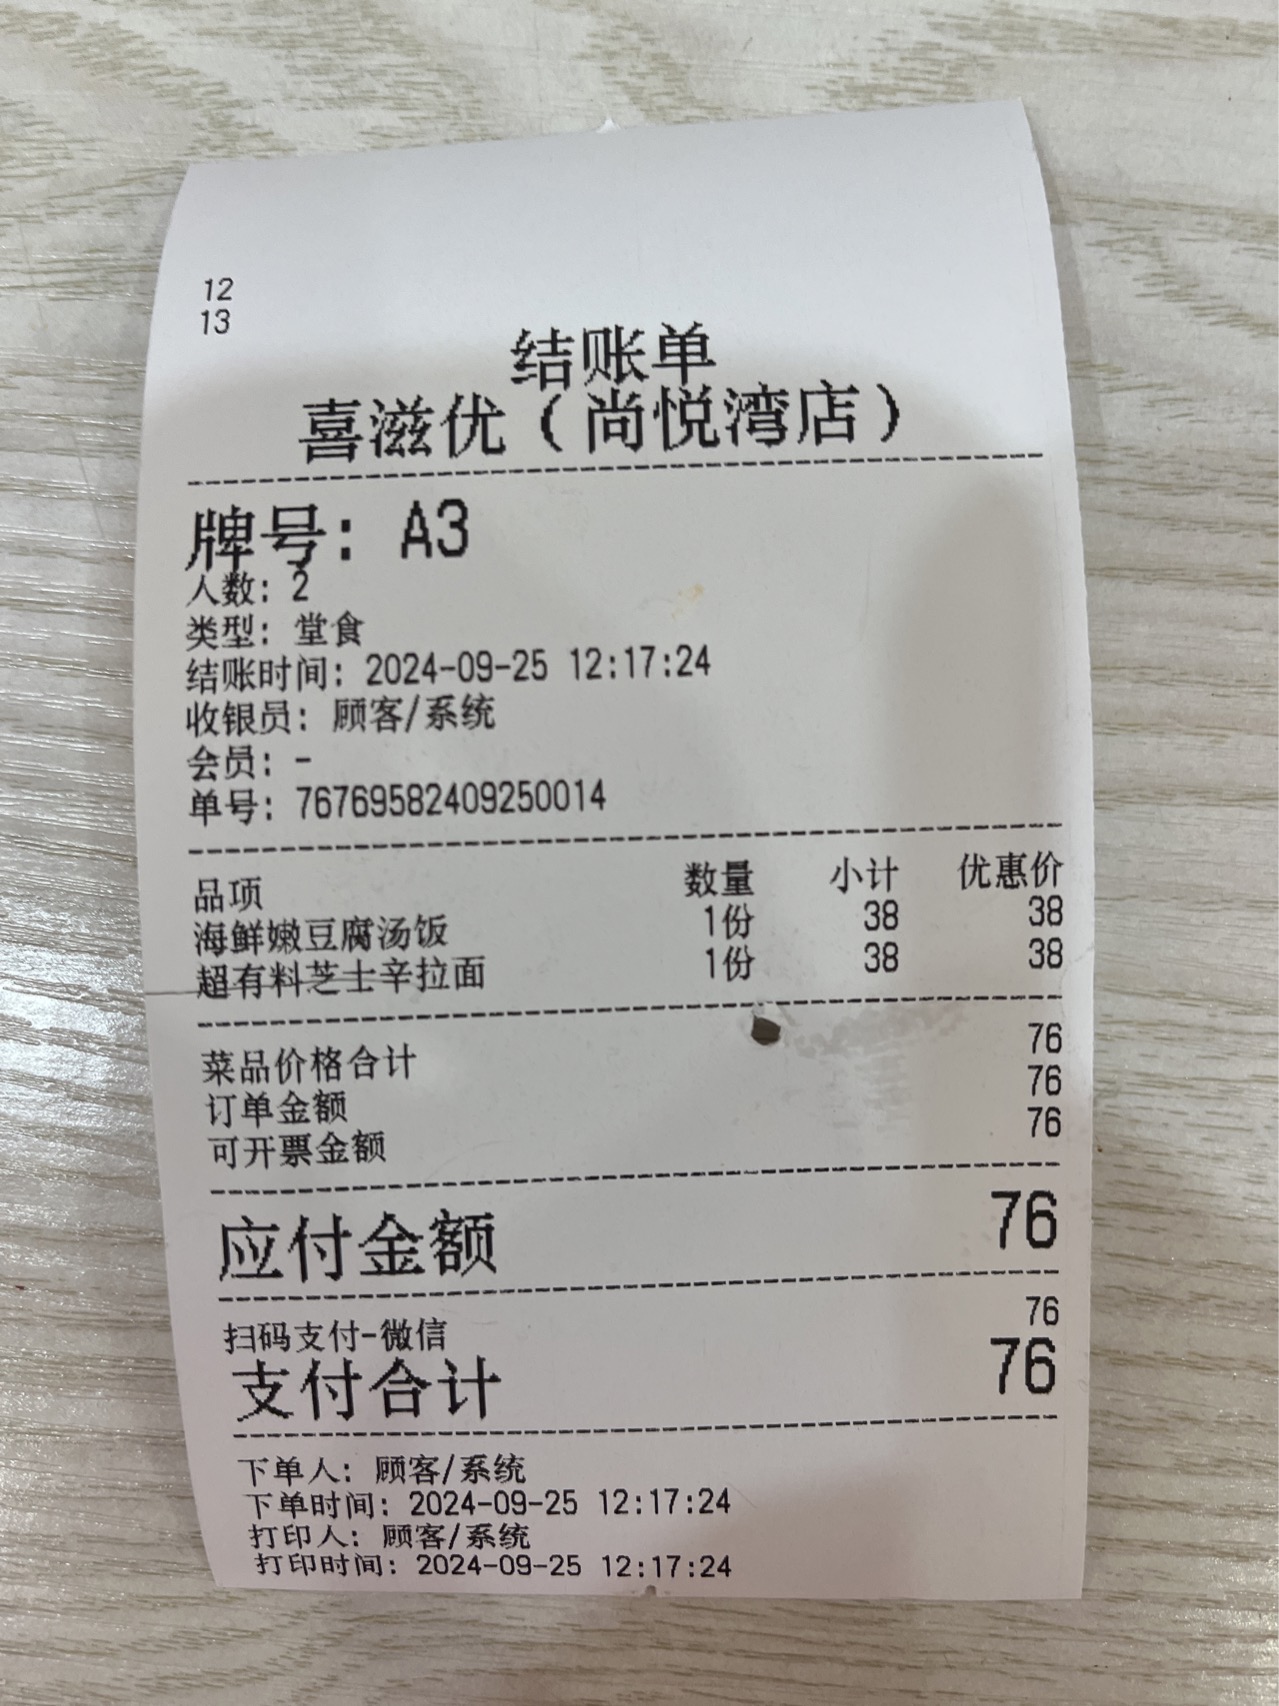 12
13
结账单
喜滋优（尚悦湾店）
牌号：A3
人数：2
类型：堂食
结账时间：2024-09-25 12:17:24
收银员：顾客/系统
会员：-
单号：76769582409250014
品项 数量 小计 优惠价
海鲜嫩豆腐汤饭 1份 38 38
超有料芝士辛拉面 1份 38 38
菜品价格合计 76
订单金额 76
可开票金额 76
应付金额 76
扫码支付-微信 76
支付合计 76
下单人：顾客/系统
下单时间：2024-09-25 12:17:24
打印人：顾客/系统
打印时间：2024-09-25 12:17:24